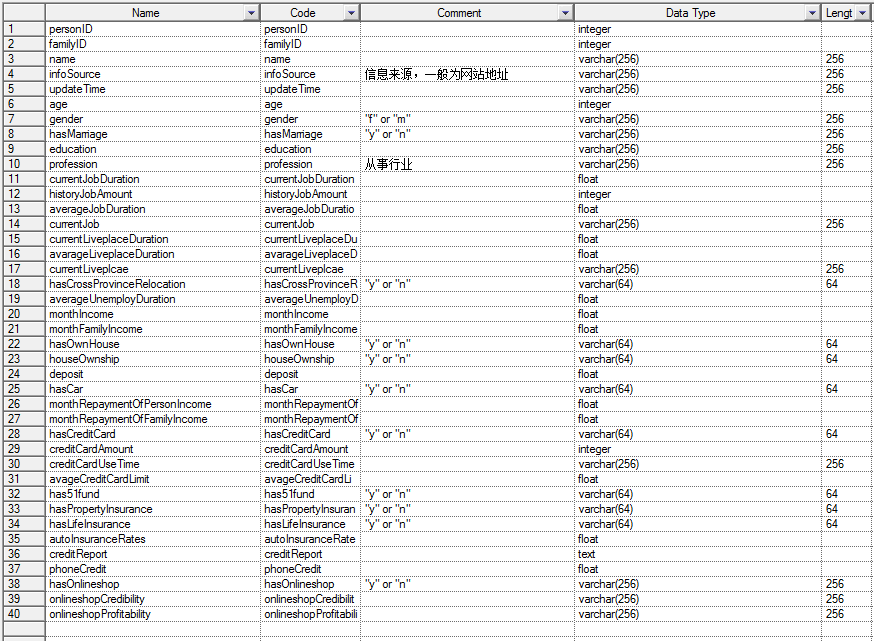 Name Code Comment Data Type Lengt
1 personID personID integer
2 familyID familyID integer
3 name name varchar(256) 256
4 infoSource infoSource 信息来源，一般为网站地址 varchar(256) 256
5 updateTime updateTime varchar(256) 256
6 age age integer
7 gender gender "f" or "m" varchar(256) 256
8 hasMarriage hasMarriage "y" or "n" varchar(256) 256
9 education education varchar(256) 256
10 profession profession 从事行业 varchar(256) 256
11 currentJobDuration currentJobDuration float
12 historyJobAmount historyJobAmount integer
13 averageJobDuration averageJobDuratio float
14 currentJob currentJob varchar(256) 256
15 currentLiveplaceDuration currentLiveplaceDu float
16 avarageLiveplaceDuration avarageLiveplaceD float
17 currentLiveplcae currentLiveplcae varchar(256) 256
18 hasCrossProvinceRelocation hasCrossProvinceR "y" or "n" varchar(64) 64
19 averageUnemployDuration averageUnemployD float
20 monthIncome monthIncome float
21 monthFamilyIncome monthFamilyIncome float
22 hasOwnHouse hasOwnHouse "y" or "n" varchar(64) 64
23 houseOwnship houseOwnship "y" or "n" varchar(64) 64
24 deposit deposit float
25 hasCar hasCar "y" or "n" varchar(64) 64
26 monthRepaymentOfPersonIncome monthRepaymentOf float
27 monthRepaymentOfFamilyIncome monthRepaymentOf float
28 hasCreditCard hasCreditCard "y" or "n" varchar(64) 64
29 creditCardAmount creditCardAmount integer
30 creditCardUseTime creditCardUseTime varchar(256) 256
31 avageCreditCardLimit avageCreditCardLi float
32 has51fund has51fund "y" or "n" varchar(64) 64
33 hasPropertyInsurance hasPropertyInsuran "y" or "n" varchar(64) 64
34 hasLifeInsurance hasLifeInsurance "y" or "n" varchar(64) 64
35 autoInsuranceRates autoInsuranceRate float
36 creditReport creditReport text
37 phoneCredit phoneCredit float
38 hasOnlineshop hasOnlineshop "y" or "n" varchar(256) 256
39 onlineshopCredibility onlineshopCredibilit varchar(256) 256
40 onlineshopProfitability onlineshopProfitabili varchar(256) 256